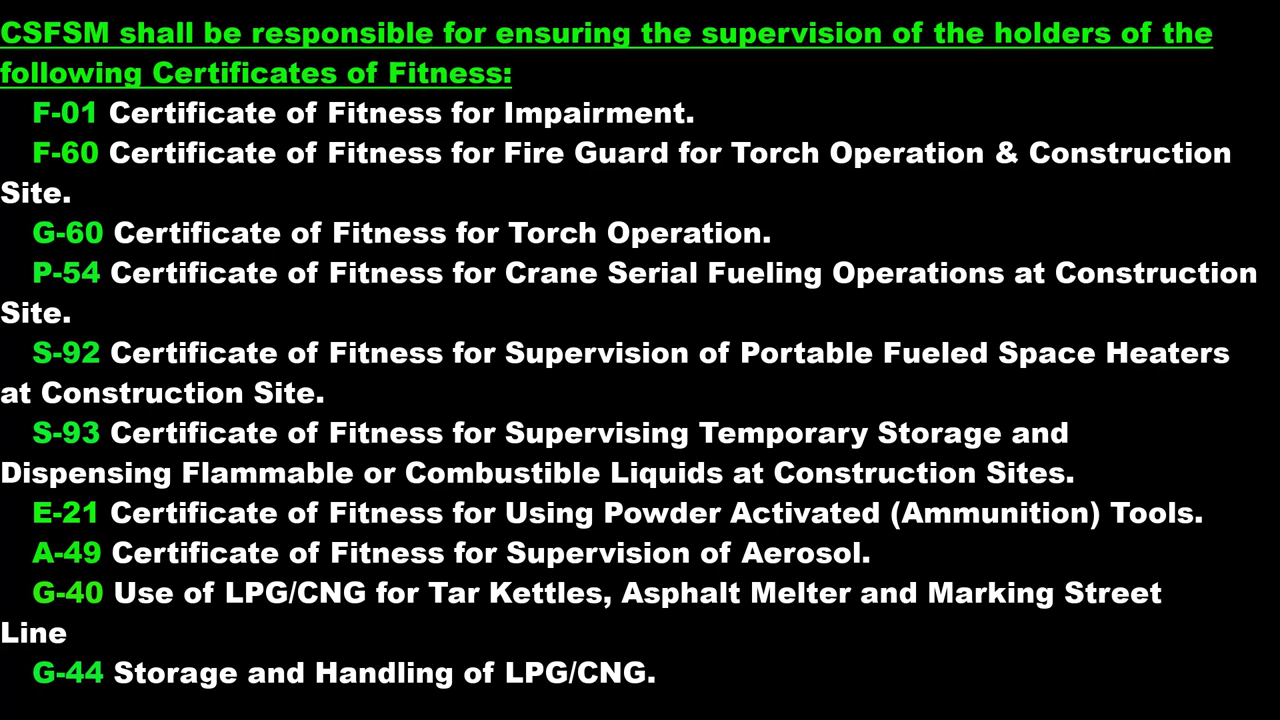 CSFSM shall be responsible for ensuring the supervision of the holders of the
following Certificates of Fitness:
F-01 Certificate of Fitness for Impairment.
F-60 Certificate of Fitness for Fire Guard for Torch Operation & Construction
Site.
G-60 Certificate of Fitness for Torch Operation.
P-54 Certificate of Fitness for Crane Serial Fueling Operations at Construction
Site.
S-92 Certificate of Fitness for Supervision of Portable Fueled Space Heaters
at Construction Site.
S-93 Certificate of Fitness for Supervising Temporary Storage and
Dispensing Flammable or Combustible Liquids at Construction Sites.
E-21 Certificate of Fitness for Using Powder Activated (Ammunition) Tools.
A-49 Certificate of Fitness for Supervision of Aerosol.
G-40 Use of LPG/CNG for Tar Kettles, Asphalt Melter and Marking Street
Line
G-44 Storage and Handling of LPG/CNG.